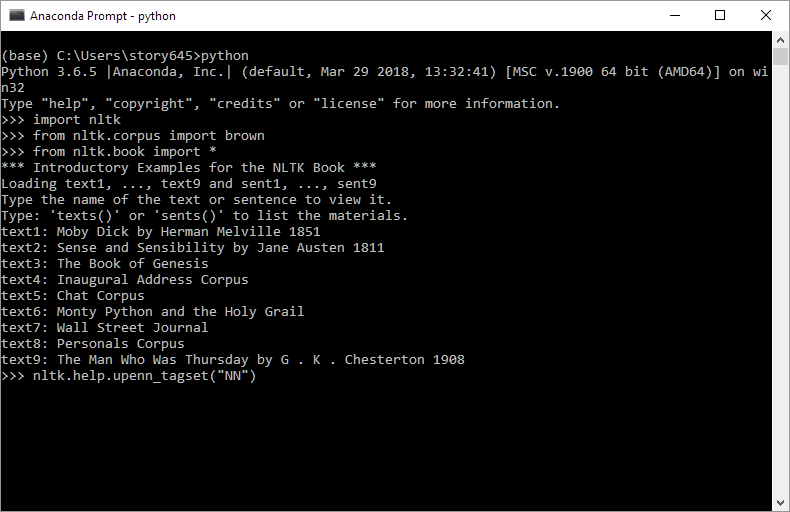 Anaconda Prompt - python
(base) C:\Users\story645>python
Python 3.6.5 |Anaconda, Inc.| (default, Mar 29 2018, 13:32:41) [MSC v.1900 64 bit (AMD64)] on wi
n32
Type "help", "copyright", "credits" or "license" for more information.
>>> import nltk
>>> from nltk.corpus import brown
>>> from nltk.book import *
*** Introductory Examples for the NLTK Book ***
Loading text1, ..., text9 and sent1, ..., sent9
Type the name of the text or sentence to view it.
Type: 'texts()' or 'sents()' to list the materials.
text1: Moby Dick by Herman Melville 1851
text2: Sense and Sensibility by Jane Austen 1811
text3: The Book of Genesis
text4: Inaugural Address Corpus
text5: Chat Corpus
text6: Monty Python and the Holy Grail
text7: Wall Street Journal
text8: Personals Corpus
text9: The Man Who Was Thursday by G . K . Chesterton 1908
>>> nltk.help.upenn_tagset("NN")